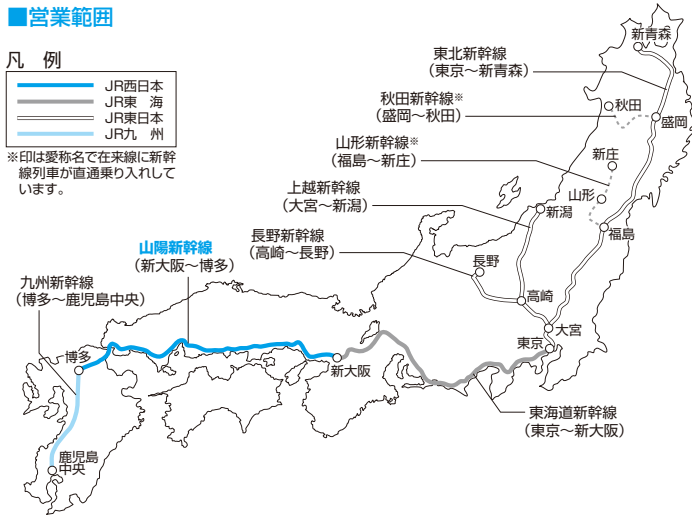 ■営業範囲
凡　例
JR西日本
JR東　海
JR東日本
JR九　州
※印は愛称名で在来線に新幹
線列車が直通乗り入れして
います。
新青森
東北新幹線
（東京～新青森）
秋田新幹線※
（盛岡～秋田）
秋田
盛岡
山形新幹線※
（福島～新庄）
新庄
山形
上越新幹線
（大宮～新潟）
新潟
福島
長野新幹線
（高崎～長野）
長野
山陽新幹線
（新大阪～博多）
九州新幹線
（博多～鹿児島中央）
高崎
大宮
東京
博多
新大阪
東海道新幹線
（東京～新大阪）
鹿児島
中央